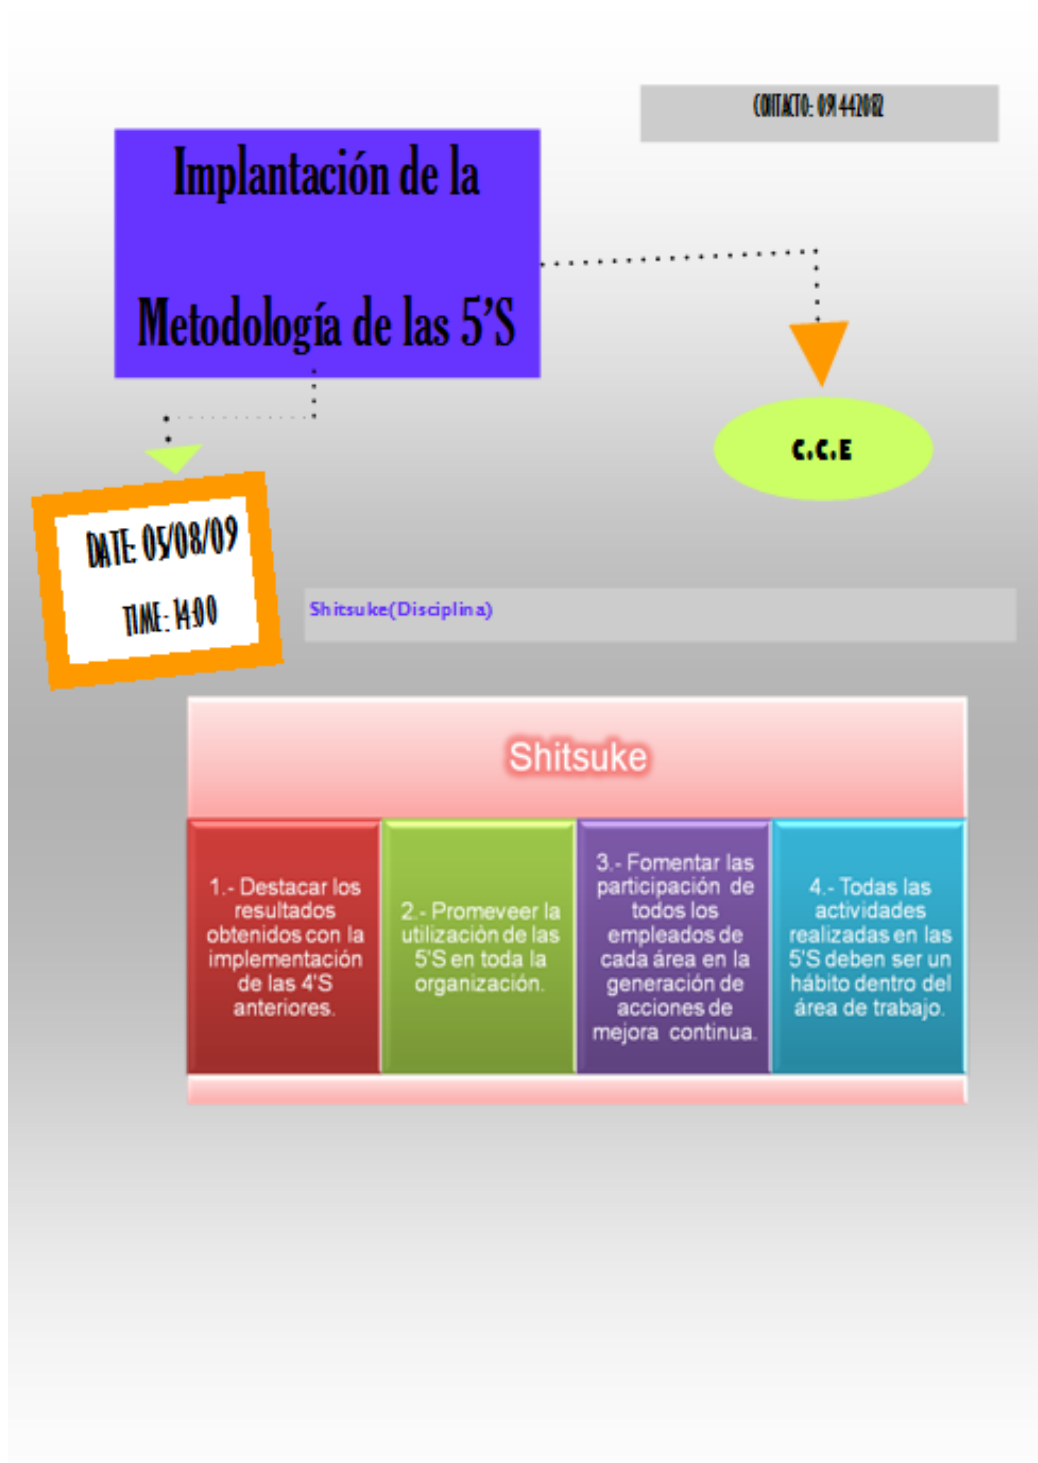 CONTACTO: 091442082
Implantación de la
Metodología de las 5'S
C.C.E
DATE: 05/08/09
TIME: 14:00
Shitsuke(Disciplina)
Shitsuke
1.- Destacar los
resultados
obtenidos con la
implementación
de las 4'S
anteriores.
2.- Promeveer la
utilización de las
5'S en toda la
organización.
3.- Fomentar las
participación de
todos los
empleados de
cada área en la
generación de
acciones de
mejora continua.
4.- Todas las
actividades
realizadas en las
5'S deben ser un
hábito dentro del
área de trabajo.